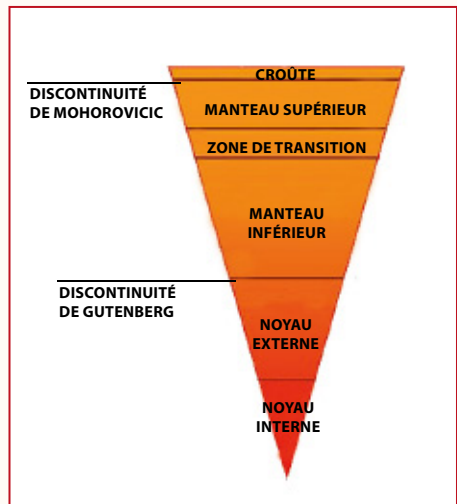 CROÛTE
DISCONTINUITÉ
DE MOHOROVICIC
MANTEAU SUPÉRIEUR
ZONE DE TRANSITION
MANTEAU
INFÉRIEUR
DISCONTINUITÉ
DE GUTENBERG
NOYAU
EXTERNE
NOYAU
INTERNE